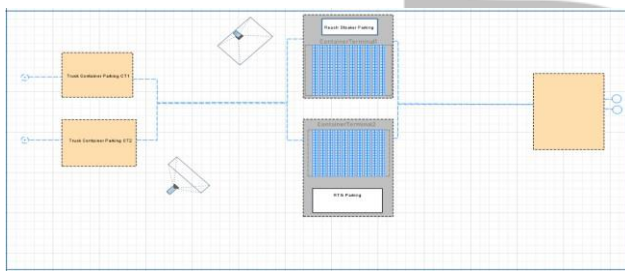 Reach Stacker Parking
ContainerTerminal1
Truck Container Parking CT1
ContainerTerminal2
Truck Container Parking CT2
RTG Parking